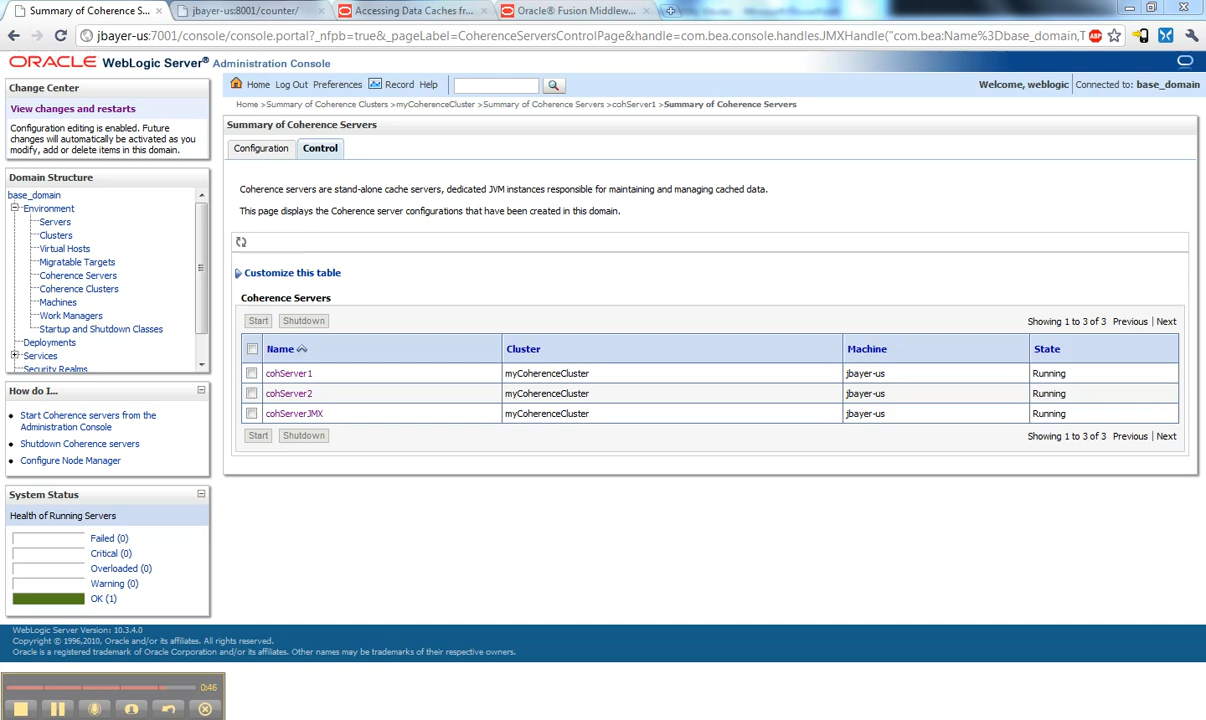 Summary of Coherence S...
jbayer-us:8001/counter/
Accessing Data Caches fr...
Oracle® Fusion Middlew...
jbayer-us:7001/console/console.portal?_nfpb=true&_pageLabel=CoherenceServersControlPage&handle=com.bea.console.handlesJMXHandle("com.bea:Name%3Dbase_domain,T
ABP
ORACLE WebLogic Server® Administration Console
Change Center
View changes and restarts
Configuration editing is enabled. Future
changes will automatically be activated as you
modify, add or delete items in this domain.
Domain Structure
base_domain
Environment
Servers
Clusters
Virtual Hosts
Migratable Targets
Coherence Servers
Coherence Clusters
Machines
Work Managers
Startup and Shutdown Classes
Deployments
Services
Security Realms
How do I...
Start Coherence servers from the
Administration Console
Shutdown Coherence servers
Configure Node Manager
System Status
Health of Running Servers
Failed (0)
Critical (0)
Overloaded (0)
Warning (0)
OK (1)
Home Log Out Preferences Record Help
Welcome, weblogic Connected to: base_domain
Home >Summary of Coherence Clusters >myCoherenceCluster >Summary of Coherence Servers >cohServer1 >Summary of Coherence Servers
Summary of Coherence Servers
Configuration Control
Coherence servers are stand-alone cache servers, dedicated JVM instances responsible for maintaining and managing cached data.
This page displays the Coherence server configurations that have been created in this domain.
Customize this table
Coherence Servers
Start Shutdown Showing 1 to 3 of 3 Previous | Next
Name Cluster Machine State
cohServer1 myCoherenceCluster jbayer-us Running
cohServer2 myCoherenceCluster jbayer-us Running
cohServerJMX myCoherenceCluster jbayer-us Running
Start Shutdown Showing 1 to 3 of 3 Previous | Next
WebLogic Server Version: 10.3.4.0
Copyright © 1996,2010, Oracle and/or its affiliates. All rights reserved.
Oracle is a registered trademark of Oracle Corporation and/or its affiliates. Other names may be trademarks of their respective owners.
0:46